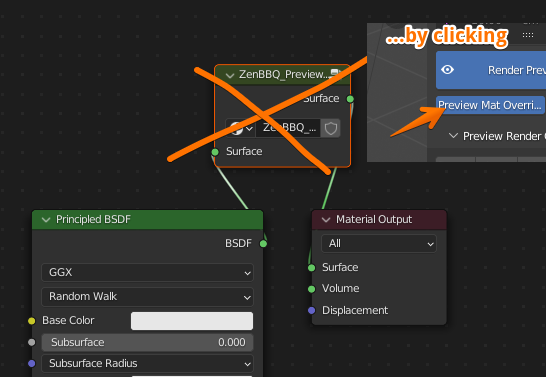 ...by clicking
ZenBBQ_Preview...
Render Prev
Surface
Preview Mat Overri...
ZenBBQ_...
Preview Render
Surface
Principled BSDF
Material Output
BSDF
All
GGX
Surface
Random Walk
Volume
Base Color
Displacement
Subsurface 0.000
Subsurface Radius